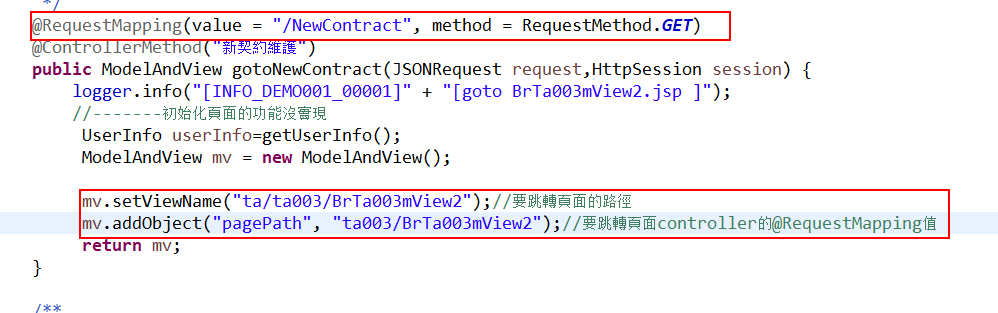 */
@RequestMapping(value = "/NewContract", method = RequestMethod.GET)
@ControllerMethod("新契約維護")
public ModelAndView gotoNewContract(JSONRequest request,HttpSession session) {
logger.info("[INFO_DEMO001_00001]" + "[goto BrTa003mView2.jsp ]");
//-------初始化頁面的功能沒實現
UserInfo userInfo=getUserInfo();
ModelAndView mv = new ModelAndView();
mv.setViewName("ta/ta003/BrTa003mView2");//要跳轉頁面的路徑
mv.addObject("pagePath", "ta003/BrTa003mView2");//要跳轉頁面controller的@RequestMapping值
return mv;
}
/**